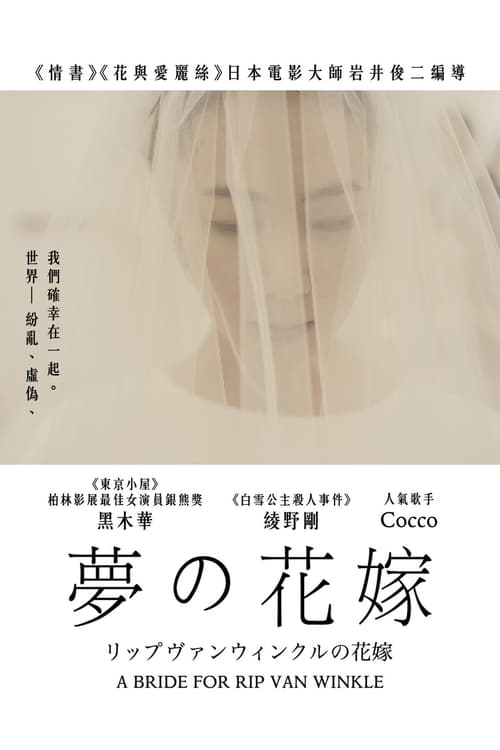 《情書》《花與愛麗絲》日本電影大師岩井俊二編導
世界─紛亂、虛偽、
我們確幸在一起。
《東京小屋》
柏林影展最佳女演員銀熊獎
黑木華
《白雪公主殺人事件》
綾野剛
人氣歌手
Cocco
夢の花嫁
リップヴァンウィンクルの花嫁
A BRIDE FOR RIP VAN WINKLE